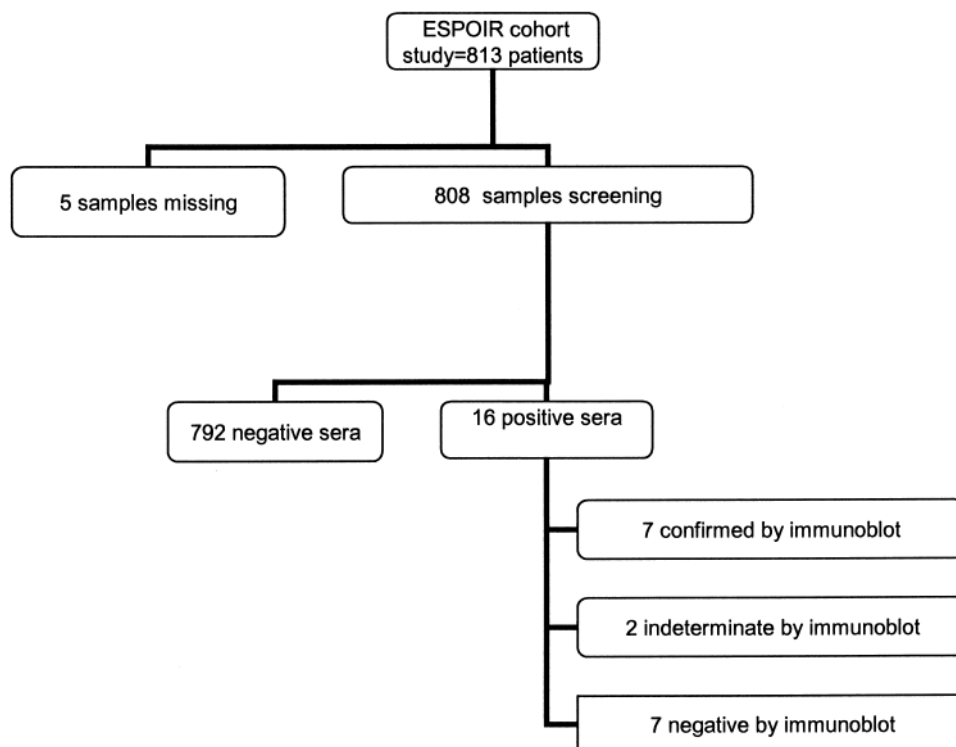 ESPOIR cohort
study=813 patients
5 samples missing
808 samples screening
792 negative sera
16 positive sera
7 confirmed by immunoblot
2 indeterminate by immunoblot
7 negative by immunoblot